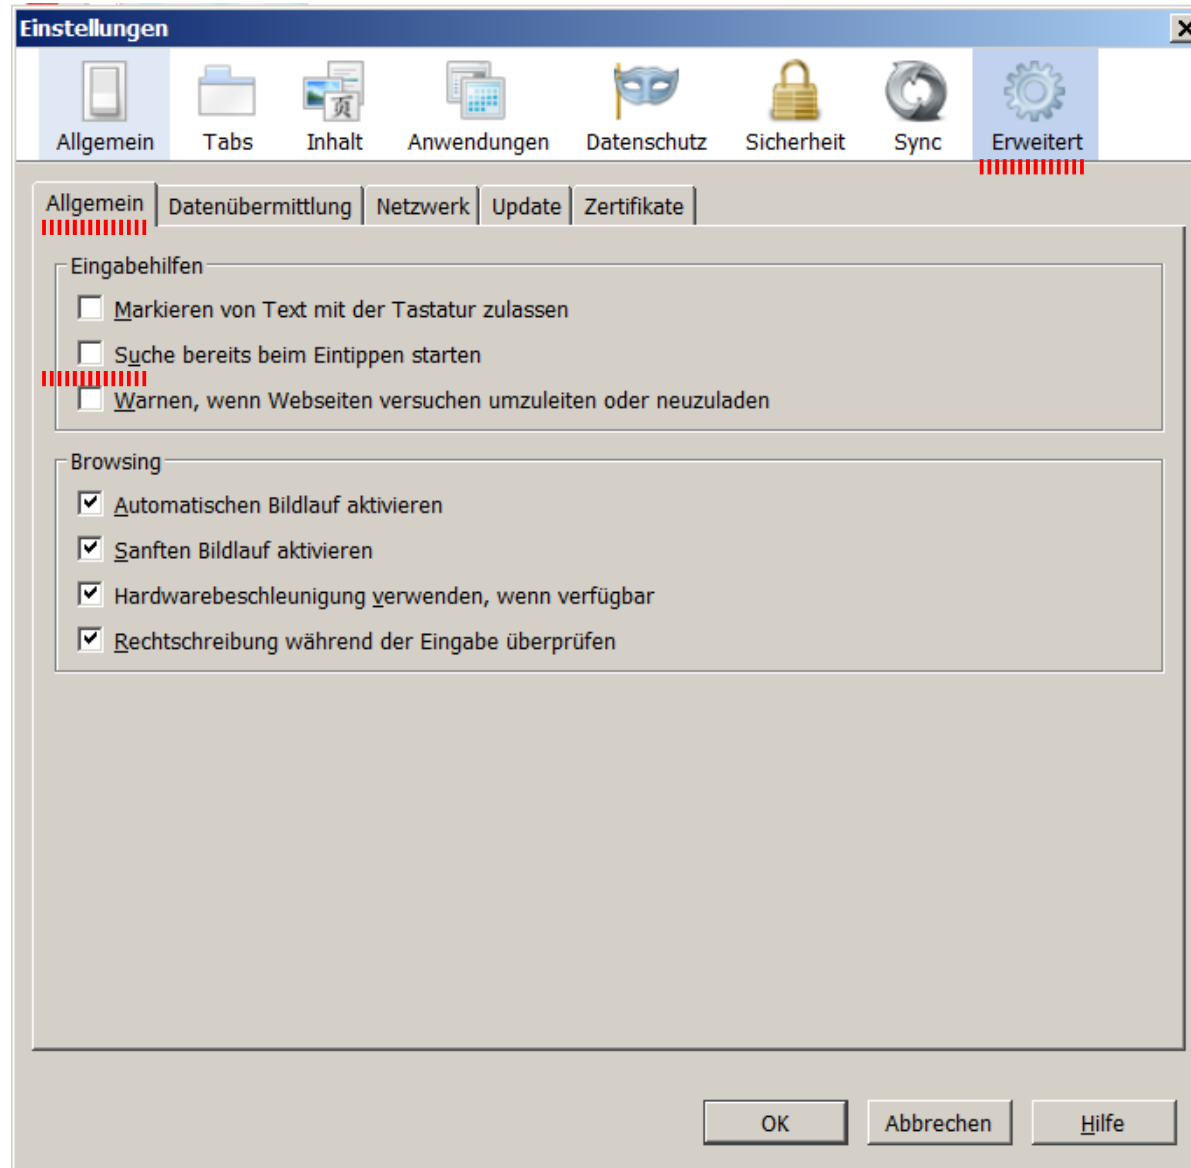 Einstellungen
Allgemein Tabs Inhalt Anwendungen Datenschutz Sicherheit Sync Erweitert
Allgemein Datenübermittlung Netzwerk Update Zertifikate
Eingabehilfen
Markieren von Text mit der Tastatur zulassen
Suche bereits beim Eintippen starten
Warnen, wenn Webseiten versuchen umzuleiten oder neuzuladen
Browsing
Automatischen Bildlauf aktivieren
Sanften Bildlauf aktivieren
Hardwarebeschleunigung verwenden, wenn verfügbar
Rechtschreibung während der Eingabe überprüfen
OK Abbrechen Hilfe